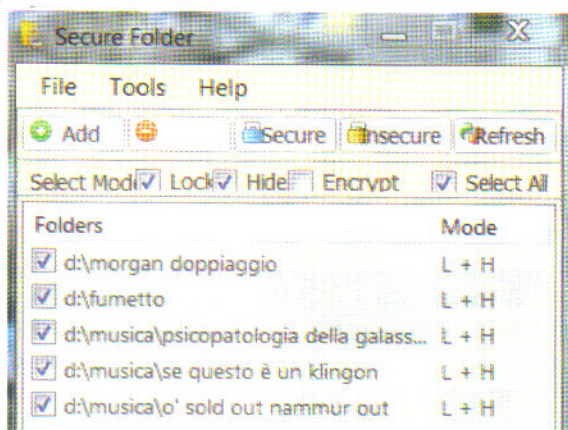 Secure Folder
File Tools Help
Add Secure Insecure Refresh
Select Mode Lock Hide Encrypt Select All
Folders Mode
d:\morgan doppiaggio L + H
d:\fumetto L + H
d:\musica\psicopatologia della galass... L + H
d:\musica\se questo è un klingon L + H
d:\musica\o' sold out nammur out L + H